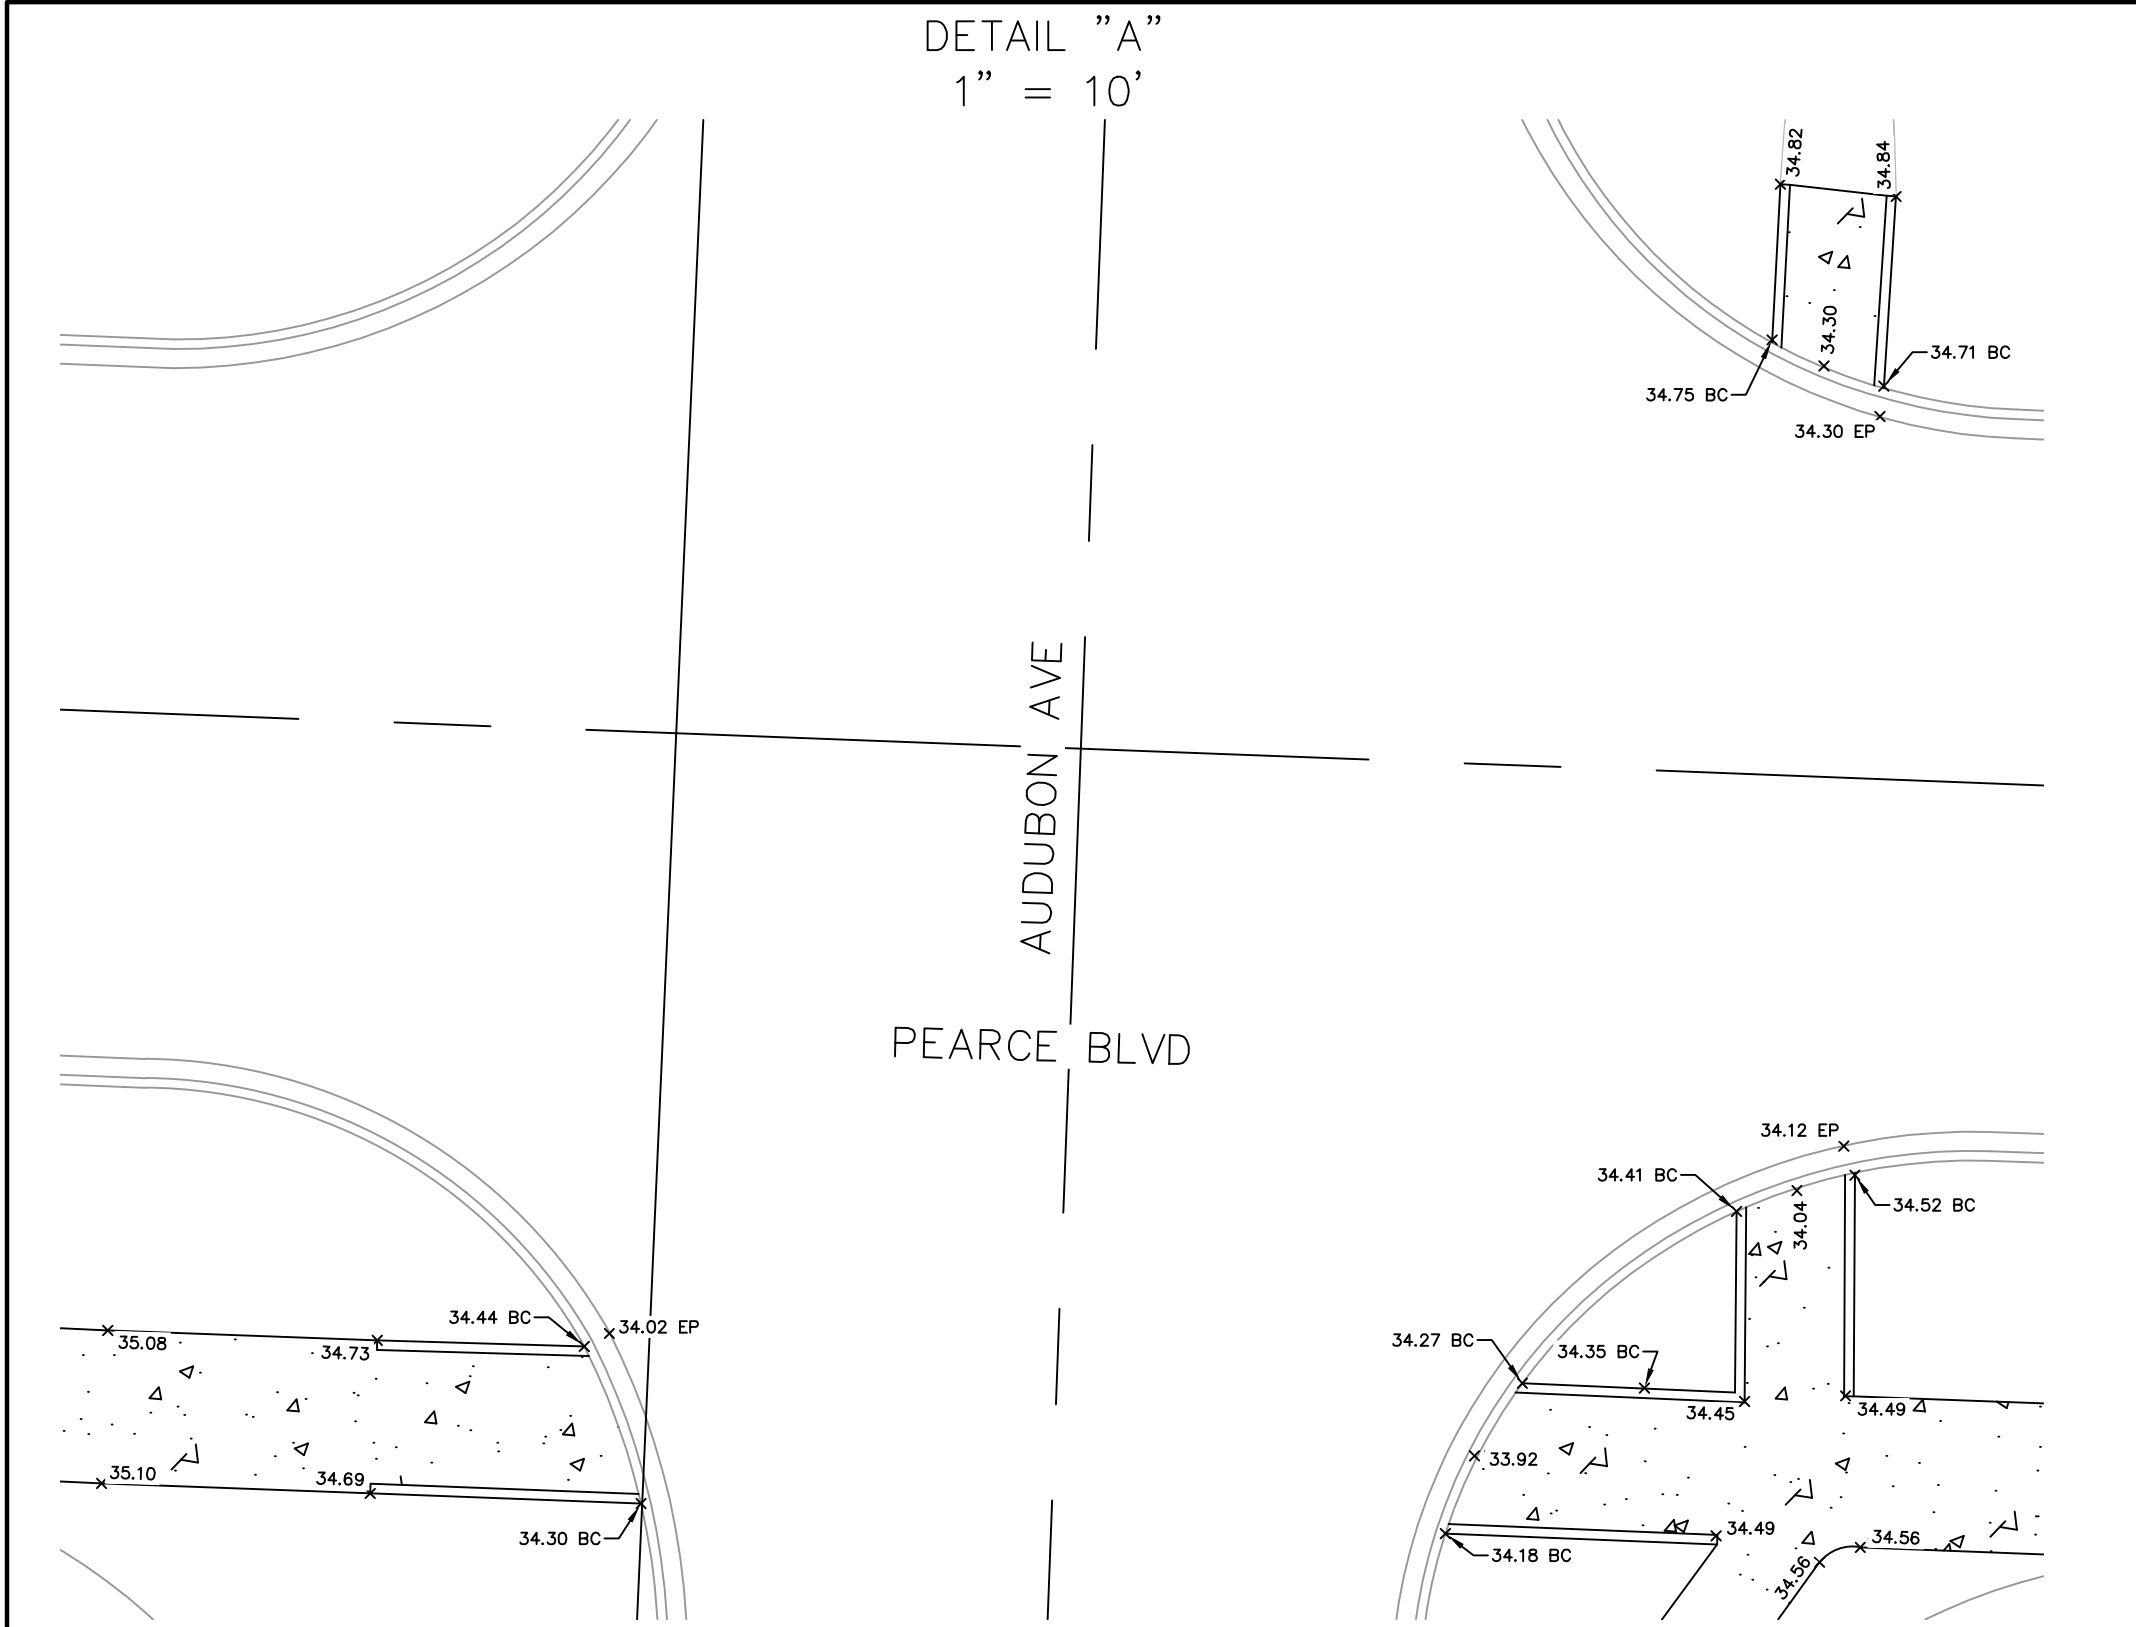 DETAIL "A"
1" = 10'
34.82
34.84
34.30
34.71 BC
34.75 BC
34.30 EP
AUDUBON AVE
PEARCE BLVD
34.12 EP
34.41 BC
34.52 BC
34.04
34.44 BC
34.02 EP
35.08
34.73
34.27 BC
34.35 BC
34.45
34.49
35.10
34.69
33.92
34.30 BC
34.49
34.18 BC
34.56
34.56